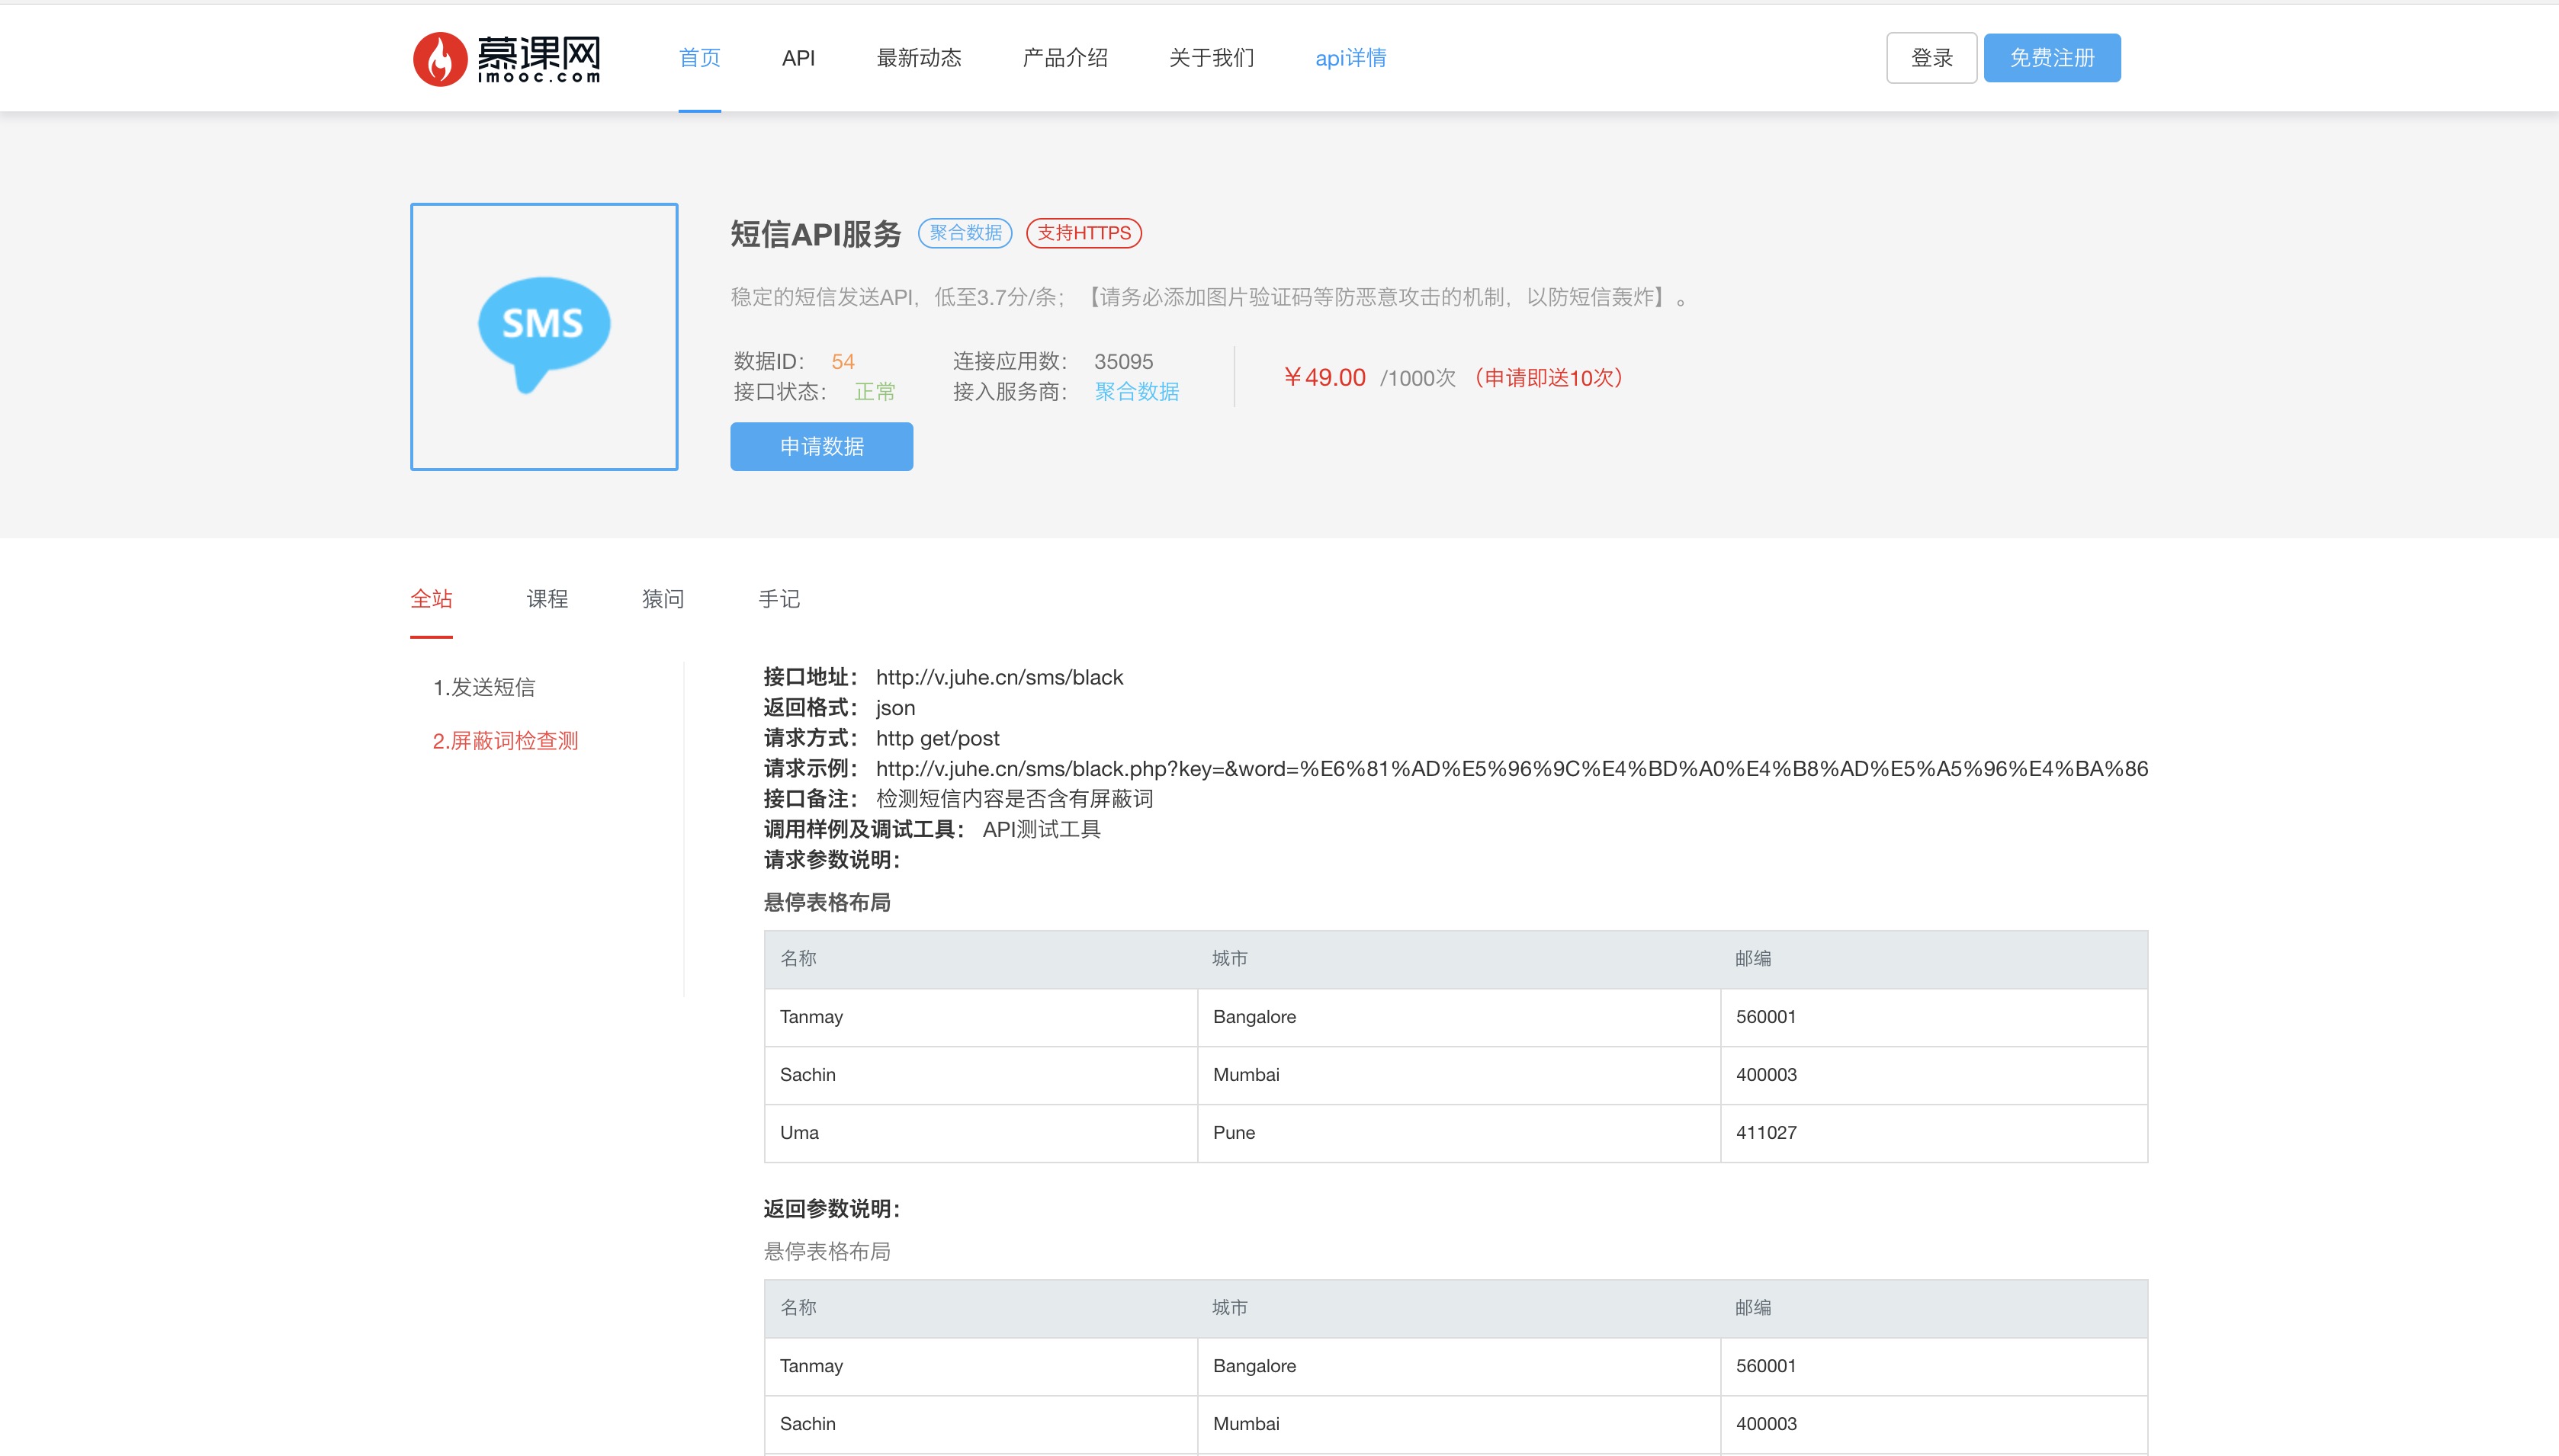 慕课网
imooc.com
首页 API 最新动态 产品介绍 关于我们 api详情
登录 免费注册
SMS
短信API服务 聚合数据 支持HTTPS
稳定的短信发送API，低至3.7分/条；【请务必添加图片验证码等防恶意攻击的机制，以防短信轰炸】。
数据ID： 54 连接应用数： 35095
接口状态： 正常 接入服务商： 聚合数据
￥49.00 /1000次 （申请即送10次）
申请数据
全站 课程 猿问 手记
1.发送短信
2.屏蔽词检查测
接口地址： http://v.juhe.cn/sms/black
返回格式： json
请求方式： http get/post
请求示例： http://v.juhe.cn/sms/black.php?key=&word=%E6%81%AD%E5%96%9C%E4%BD%A0%E4%B8%AD%E5%A5%96%E4%BA%86
接口备注： 检测短信内容是否含有屏蔽词
调用样例及调试工具： API测试工具
请求参数说明：
悬停表格布局
名称 城市 邮编
Tanmay Bangalore 560001
Sachin Mumbai 400003
Uma Pune 411027
返回参数说明：
悬停表格布局
名称 城市 邮编
Tanmay Bangalore 560001
Sachin Mumbai 400003